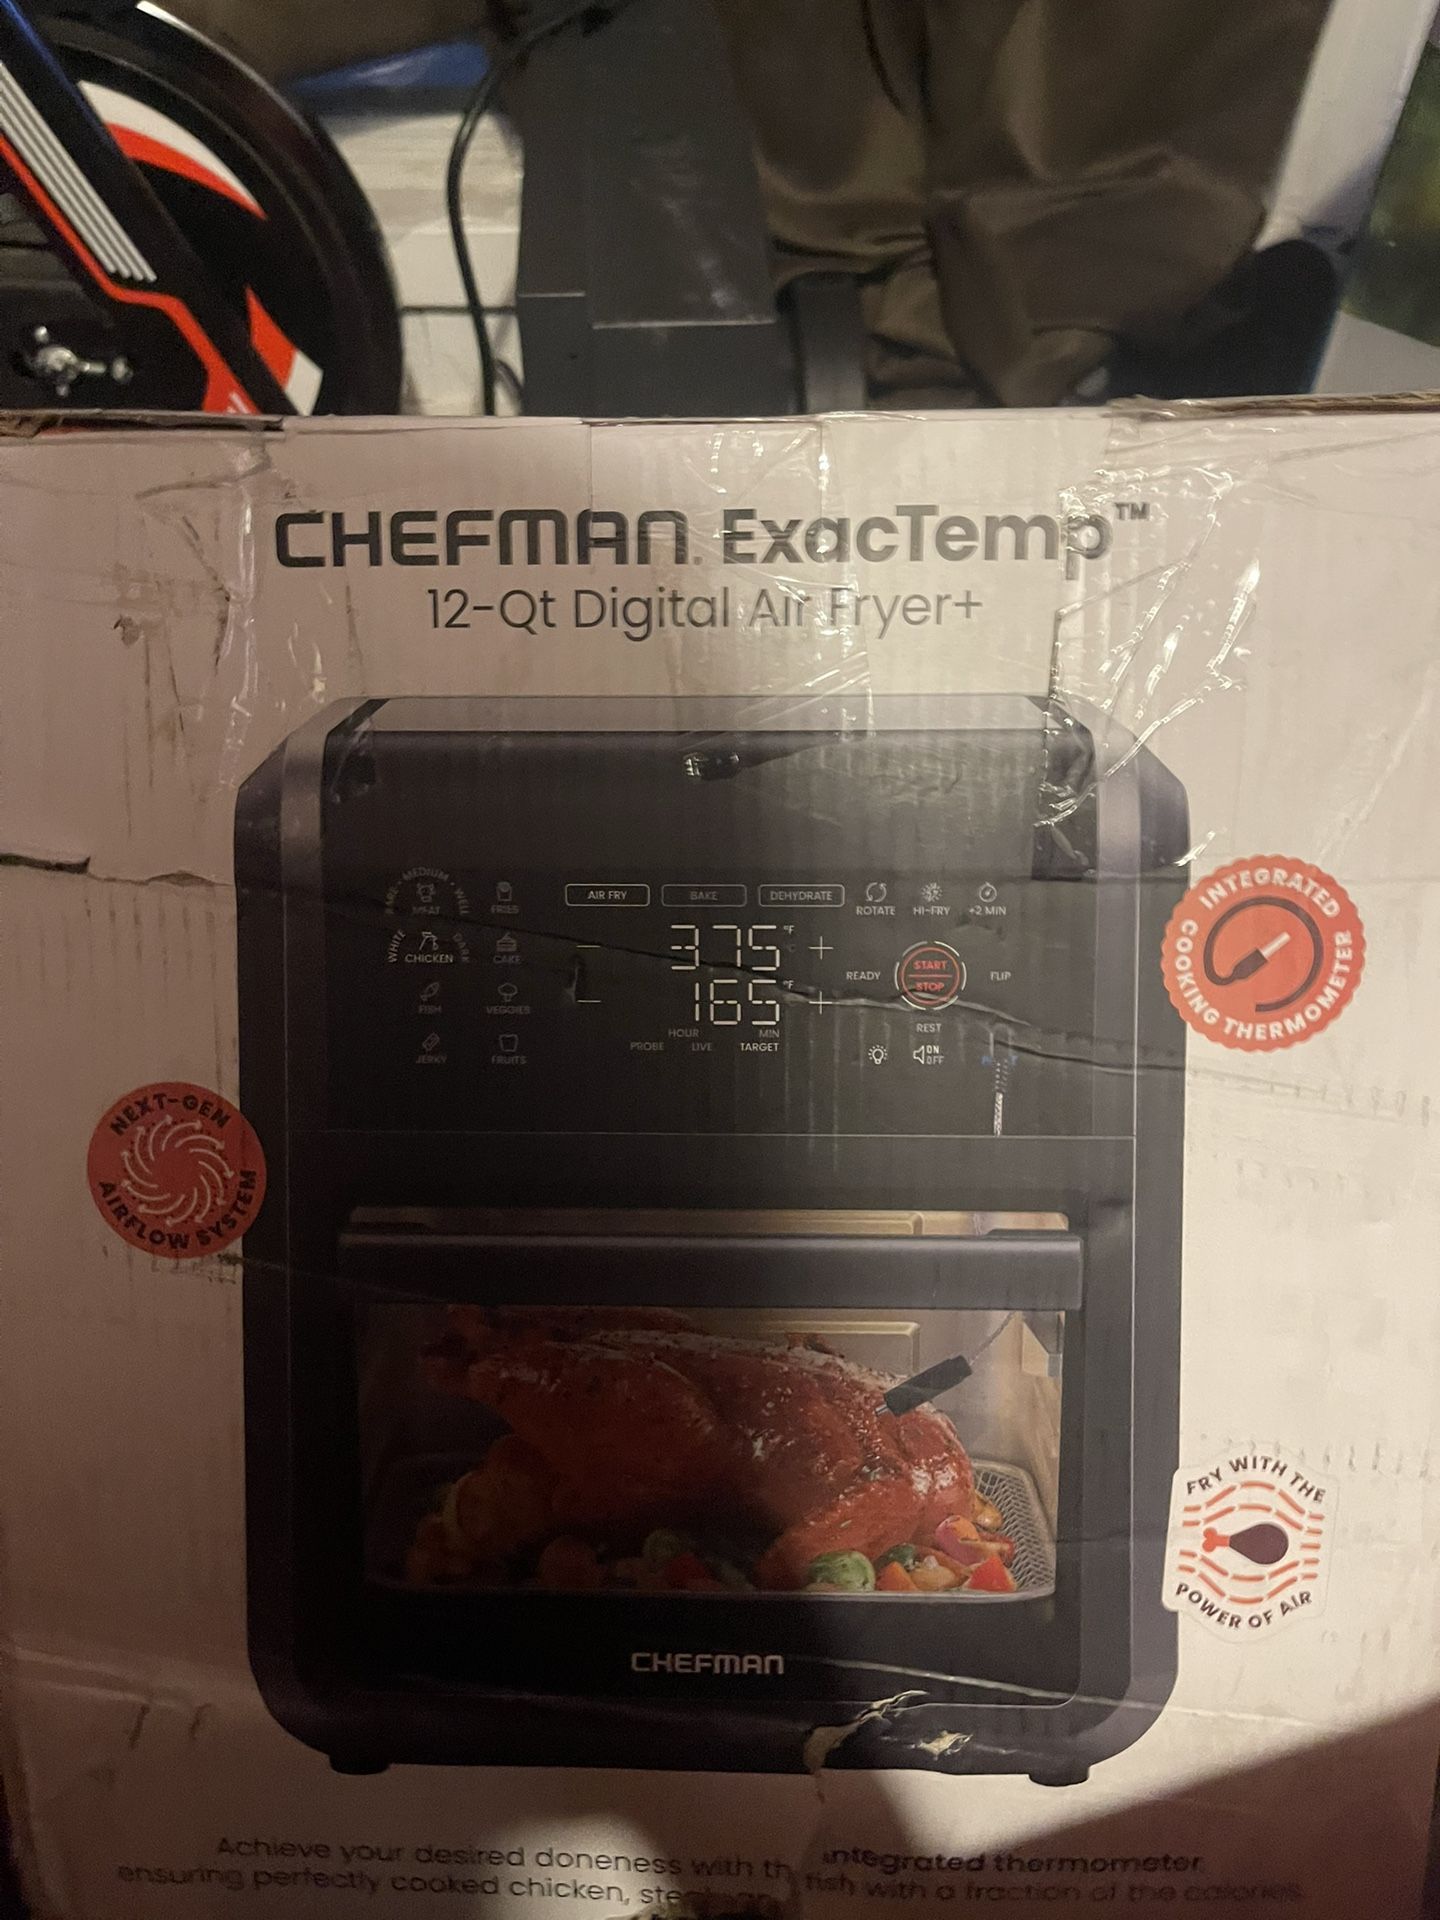 CHEFMAN® ExacTemp™
12-Qt Digital Air Fryer+
RARE • MEDIUM • WELL
MEAT
FRIES
AIR FRY
BAKE
DEHYDRATE
ROTATE
HI-FRY
+2 MIN
WHITE
CHICKEN
DARK
CAKE
− 375 °F +
READY
START
STOP
FLIP
FISH
VEGGIES
− 165 °F +
HOUR
MIN
REST
JERKY
FRUITS
PROBE
LIVE
TARGET
ON
OFF
INTEGRATED
COOKING THERMOMETER
NEXT-GEN
AIRFLOW SYSTEM
FRY WITH THE
POWER OF AIR
CHEFMAN
Achieve your desired doneness with integrated thermometer,
ensuring perfectly cooked chicken, fish with a fraction of the calories.